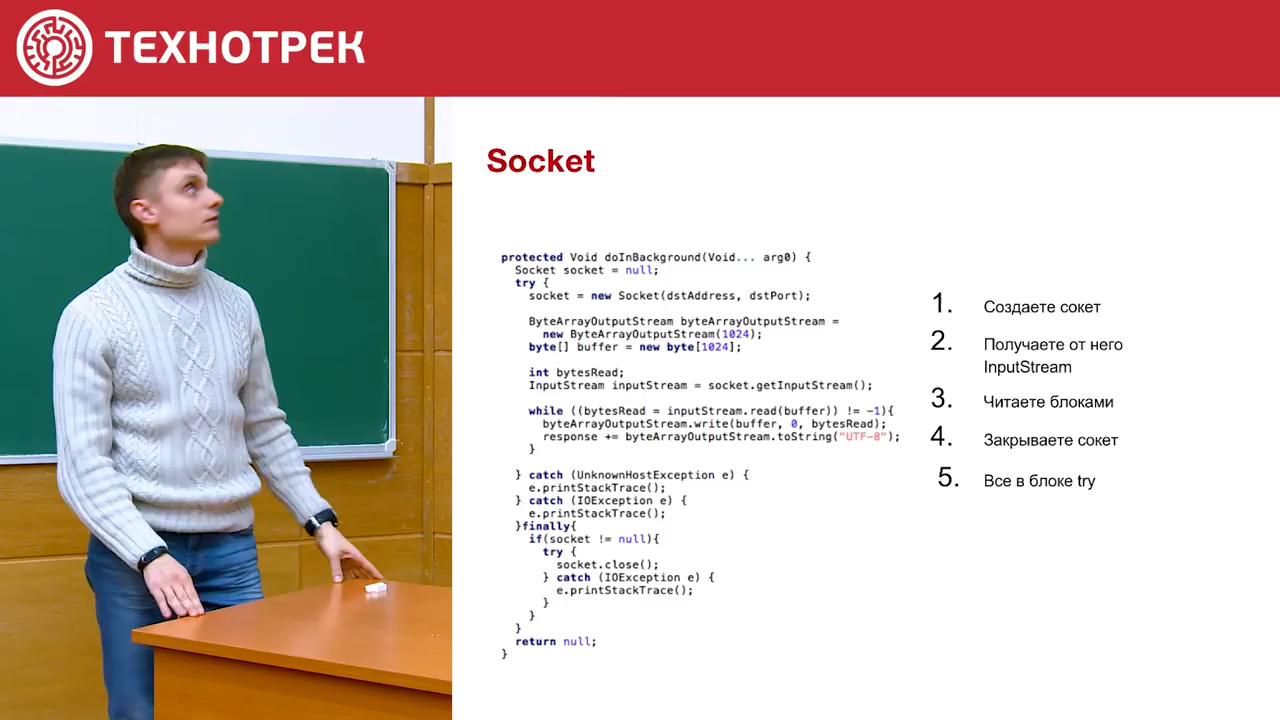 ТЕХНОТРЕК
Socket
protected Void doInBackground(Void... arg0) {
Socket socket = null;
try {
socket = new Socket(dstAddress, dstPort);
ByteArrayOutputStream byteArrayOutputStream =
new ByteArrayOutputStream(1024);
byte[] buffer = new byte[1024];
int bytesRead;
InputStream inputStream = socket.getInputStream();
while ((bytesRead = inputStream.read(buffer)) != -1){
byteArrayOutputStream.write(buffer, 0, bytesRead);
response += byteArrayOutputStream.toString("UTF-8");
}
} catch (UnknownHostException e) {
e.printStackTrace();
} catch (IOException e) {
e.printStackTrace();
}finally{
if(socket != null){
try {
socket.close();
} catch (IOException e) {
e.printStackTrace();
}
}
}
return null;
}
1. Создаете сокет
2. Получаете от него
InputStream
3. Читаете блоками
4. Закрываете сокет
5. Все в блоке try